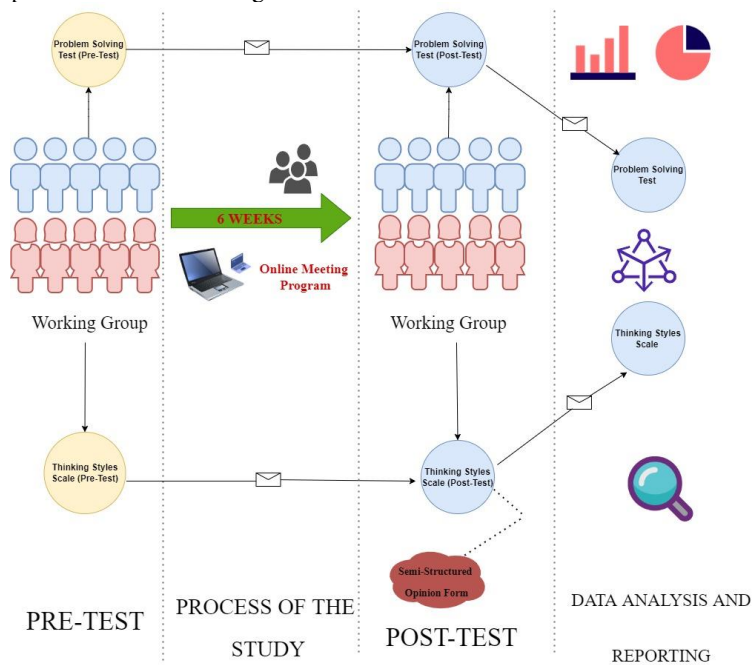 Problem Solving
Test (Pre-Test)
Problem Solving
Test (Post-Test)
Problem Solving
Test
6 WEEKS
Online Meeting
Program
Working Group
Working Group
Thinking Styles
Scale
Thinking Styles
Scale (Pre-Test)
Thinking Styles
Scale (Post-Test)
Semi-Structured
Opinion Form
PRE-TEST
PROCESS OF THE
STUDY
POST-TEST
DATA ANALYSIS AND
REPORTING